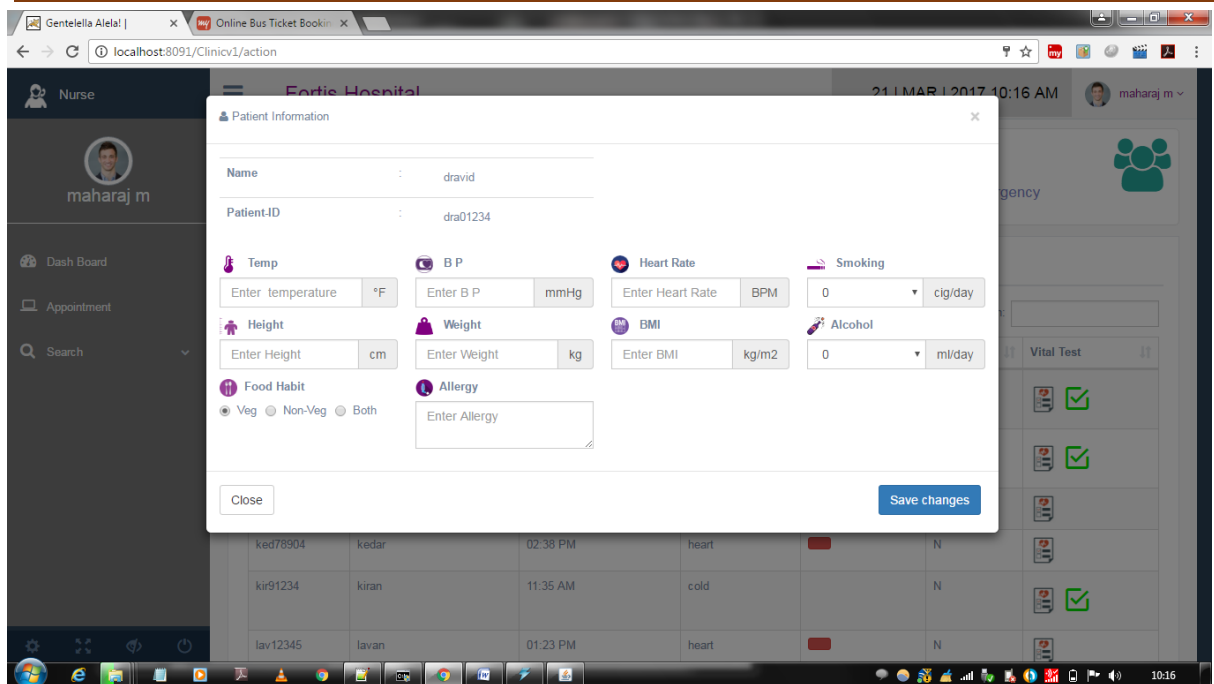 Gentelella Alela! |
Online Bus Ticket Bookin
localhost:8091/Clinicv1/action
Nurse
Fortis Hospital
21 | MAR | 2017 10:16 AM
maharaj m
Patient Information
maharaj m
gency
Name : dravid
Patient-ID : dra01234
Dash Board
Appointment
Search
Temp B P Heart Rate Smoking
Enter temperature °F Enter B P mmHg Enter Heart Rate BPM 0 cig/day
Height Weight BMI Alcohol
Enter Height cm Enter Weight kg Enter BMI kg/m2 0 ml/day
Vital Test
Food Habit Allergy
Veg Non-Veg Both Enter Allergy
Close Save changes
ked78904 kedar 02:38 PM heart N
kir91234 kiran 11:35 AM cold N
lav12345 lavan 01:23 PM heart N
10:16